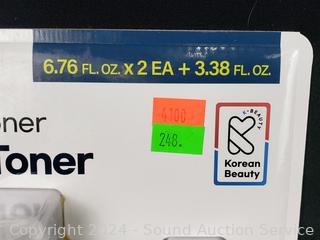 6.76 FL. OZ. X 2 EA + 3.38 FL. OZ.
oner
Toner
4100
248.
K-BEAUTY
Korean
Beauty
Copyright 2024 - Sound Auction Service